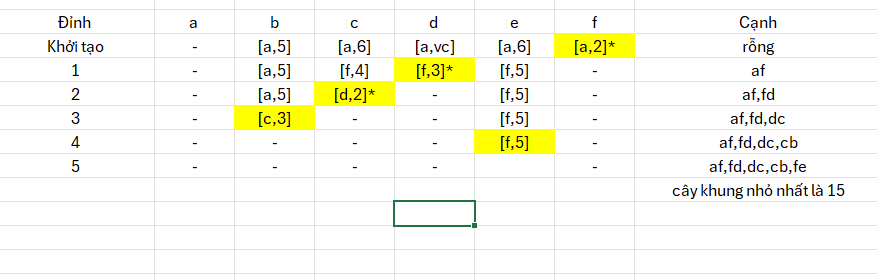 Đỉnh a b c d e f Cạnh
Khởi tạo - [a,5] [a,6] [a,vc] [a,6] [a,2]* rỗng
1 - [a,5] [f,4] [f,3]* [f,5] - af
2 - [a,5] [d,2]* - [f,5] - af,fd
3 - [c,3] - - [f,5] - af,fd,dc
4 - - - - [f,5] - af,fd,dc,cb
5 - - - - - - af,fd,dc,cb,fe
cây khung nhỏ nhất là 15